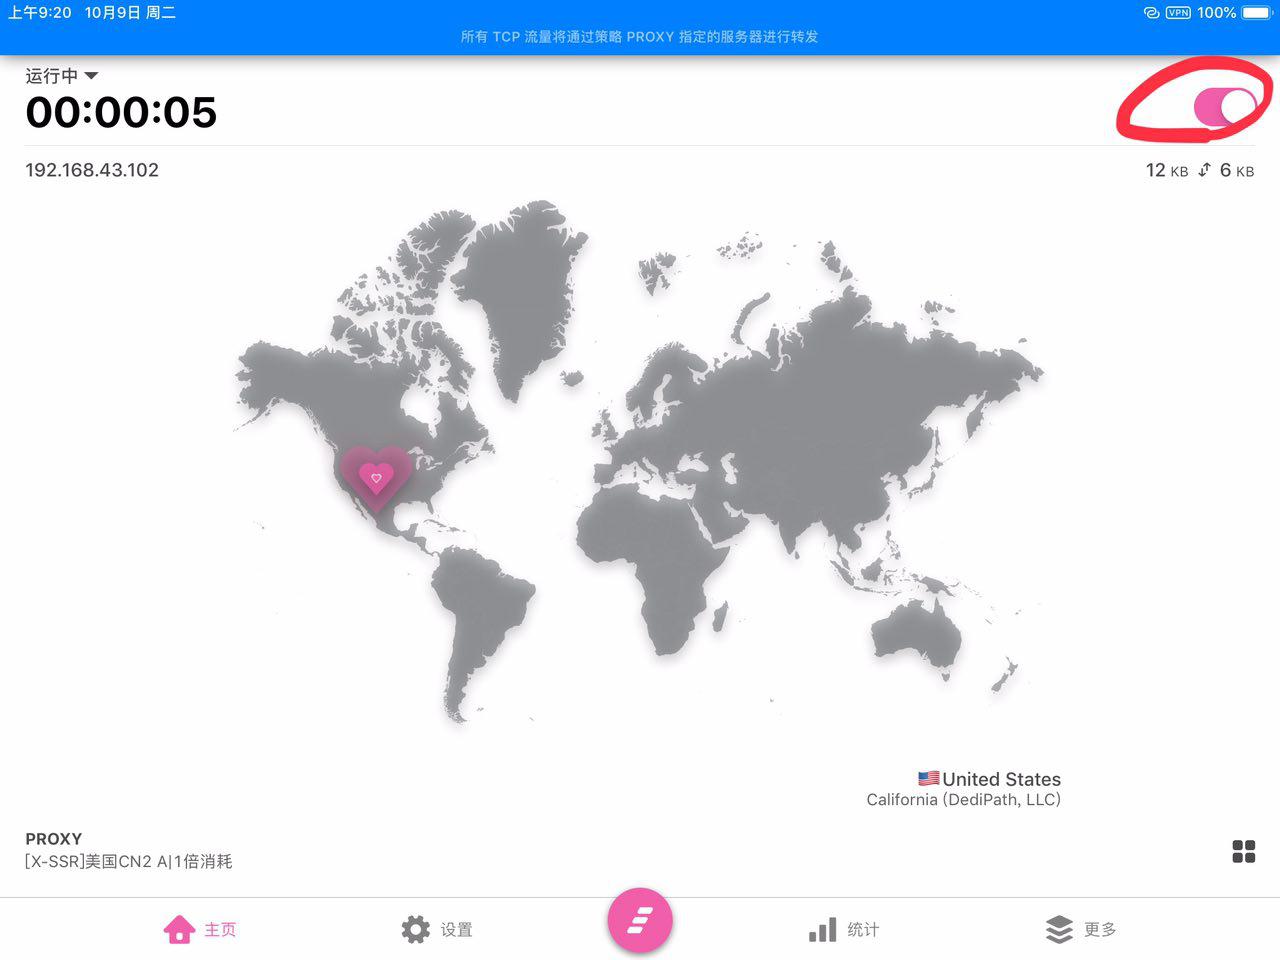 上午9:20 10月9日 周二
VPN 100%
所有 TCP 流量将通过策略 PROXY 指定的服务器进行转发
运行中
00:00:05
192.168.43.102
12 KB 6 KB
United States
California (DediPath, LLC)
PROXY
[X-SSR]美国CN2 A|1倍消耗
主页
设置
统计
更多